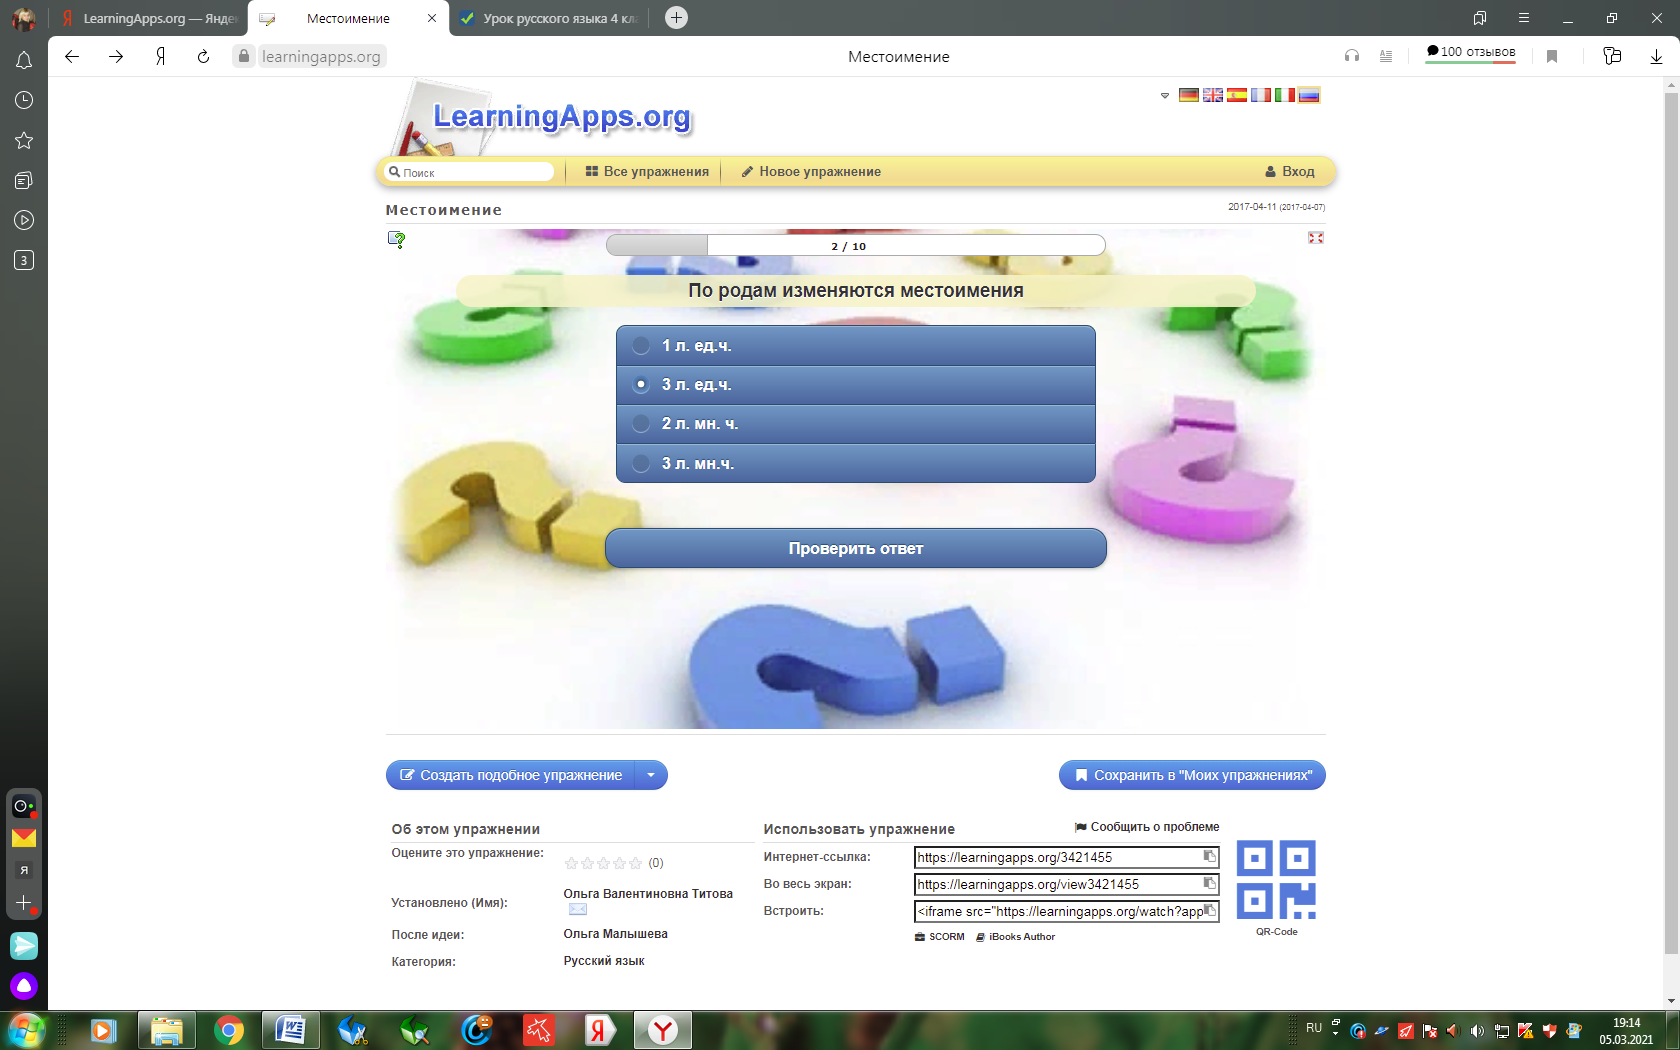 LearningApps.org — Яндек
Местоимение
Урок русского языка 4 кла
learningapps.org
Местоимение
100 отзывов
3
LearningApps.org
Поиск
Все упражнения
Новое упражнение
Вход
Местоимение
2017-04-11 (2017-04-07)
2 / 10
По родам изменяются местоимения
1 л. ед.ч.
3 л. ед.ч.
2 л. мн. ч.
3 л. мн.ч.
Проверить ответ
Создать подобное упражнение
Сохранить в "Моих упражнениях"
Об этом упражнении
Оцените это упражнение:
(0)
Установлено (Имя):
Ольга Валентиновна Титова
После идеи:
Ольга Малышева
Категория:
Русский язык
Использовать упражнение
Сообщить о проблеме
Интернет-ссылка:
https://learningapps.org/3421455
Во весь экран:
https://learningapps.org/view3421455
Встроить:
<iframe src="https://learningapps.org/watch?app
SCORM
iBooks Author
QR-Code
RU
19:14
05.03.2021